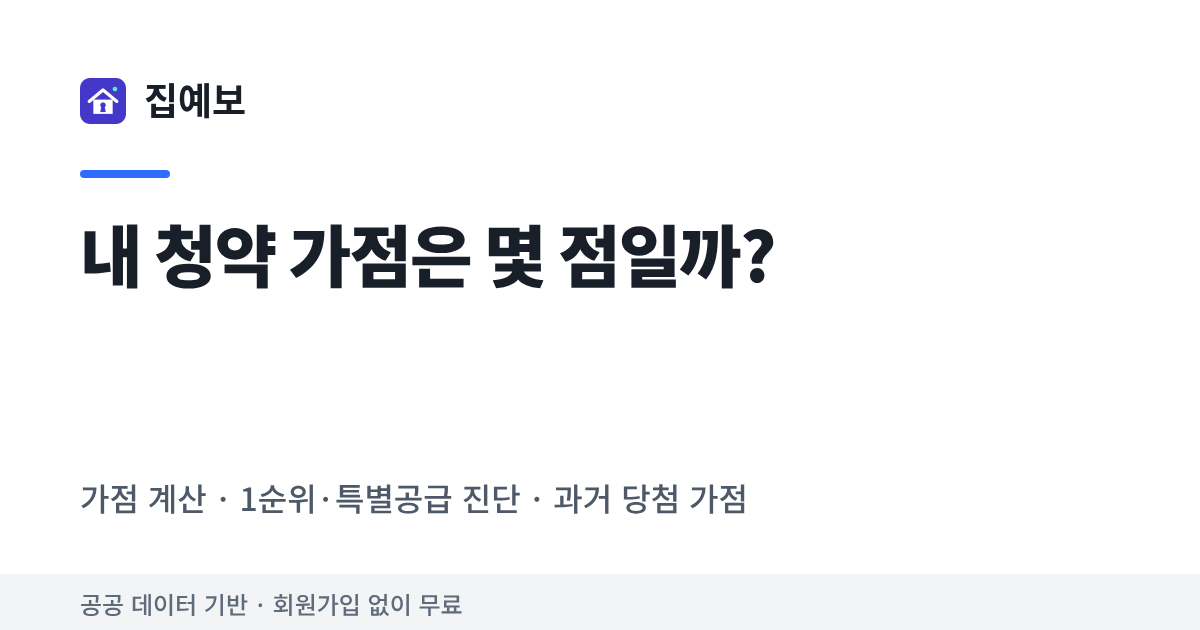 집예보
내 청약 가점은 몇 점일까?
가점 계산 · 1순위·특별공급 진단 · 과거 당첨 가점
공공 데이터 기반 · 회원가입 없이 무료